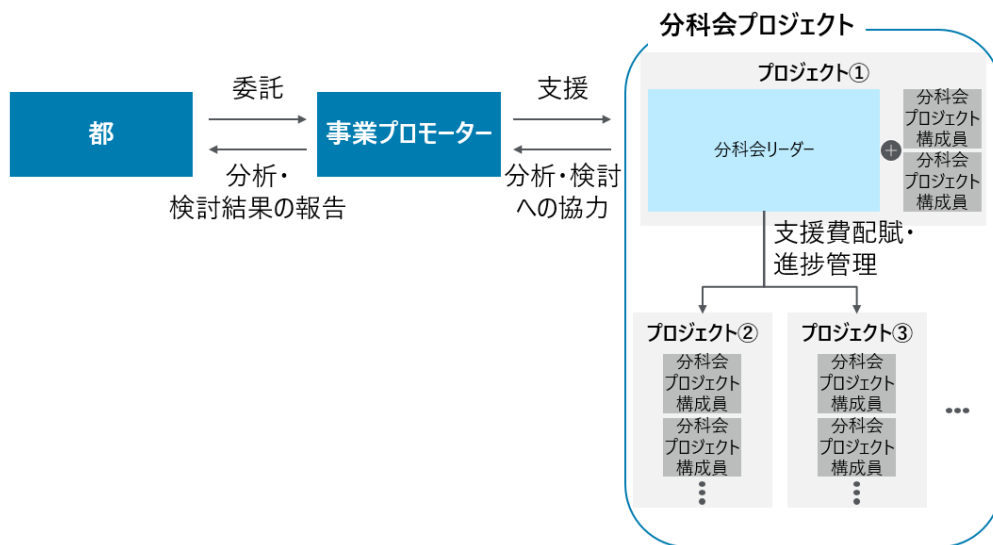 分科会プロジェクト
プロジェクト①
都
委託
分析・
検討結果の報告
事業プロモーター
支援
分析・検討
への協力
分科会リーダー
分科会
プロジェクト
構成員
分科会
プロジェクト
構成員
支援費配賦・
進捗管理
プロジェクト②
分科会
プロジェクト
構成員
分科会
プロジェクト
構成員
プロジェクト③
分科会
プロジェクト
構成員
分科会
プロジェクト
構成員